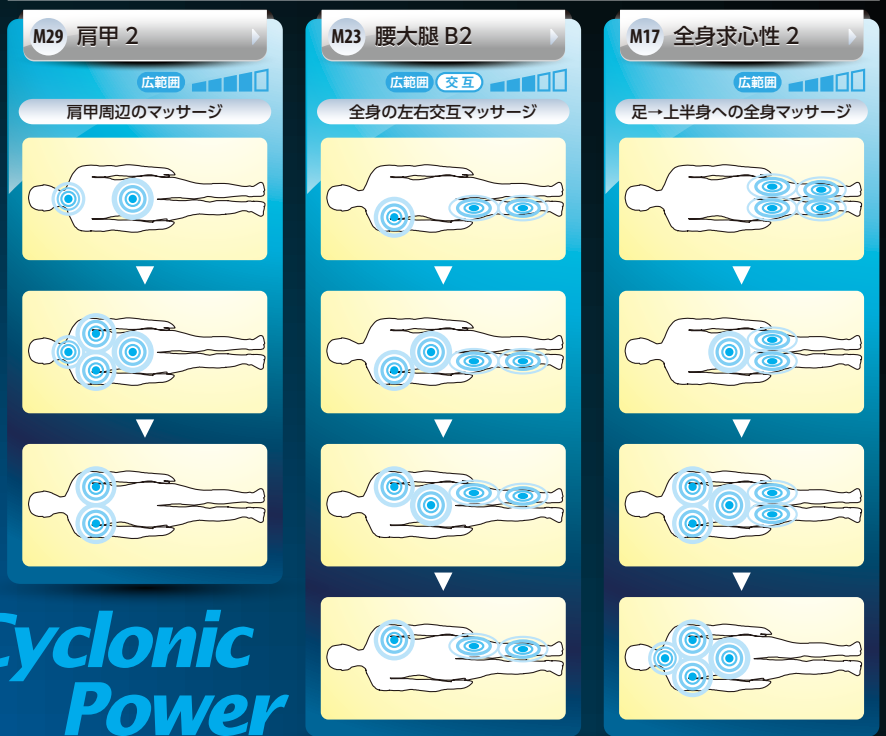 M29 肩甲 2
広範囲
肩甲周辺のマッサージ
M23 腰大腿 B2
広範囲 交互
全身の左右交互マッサージ
M17 全身求心性 2
広範囲
足→上半身への全身マッサージ
Cyclonic
Power